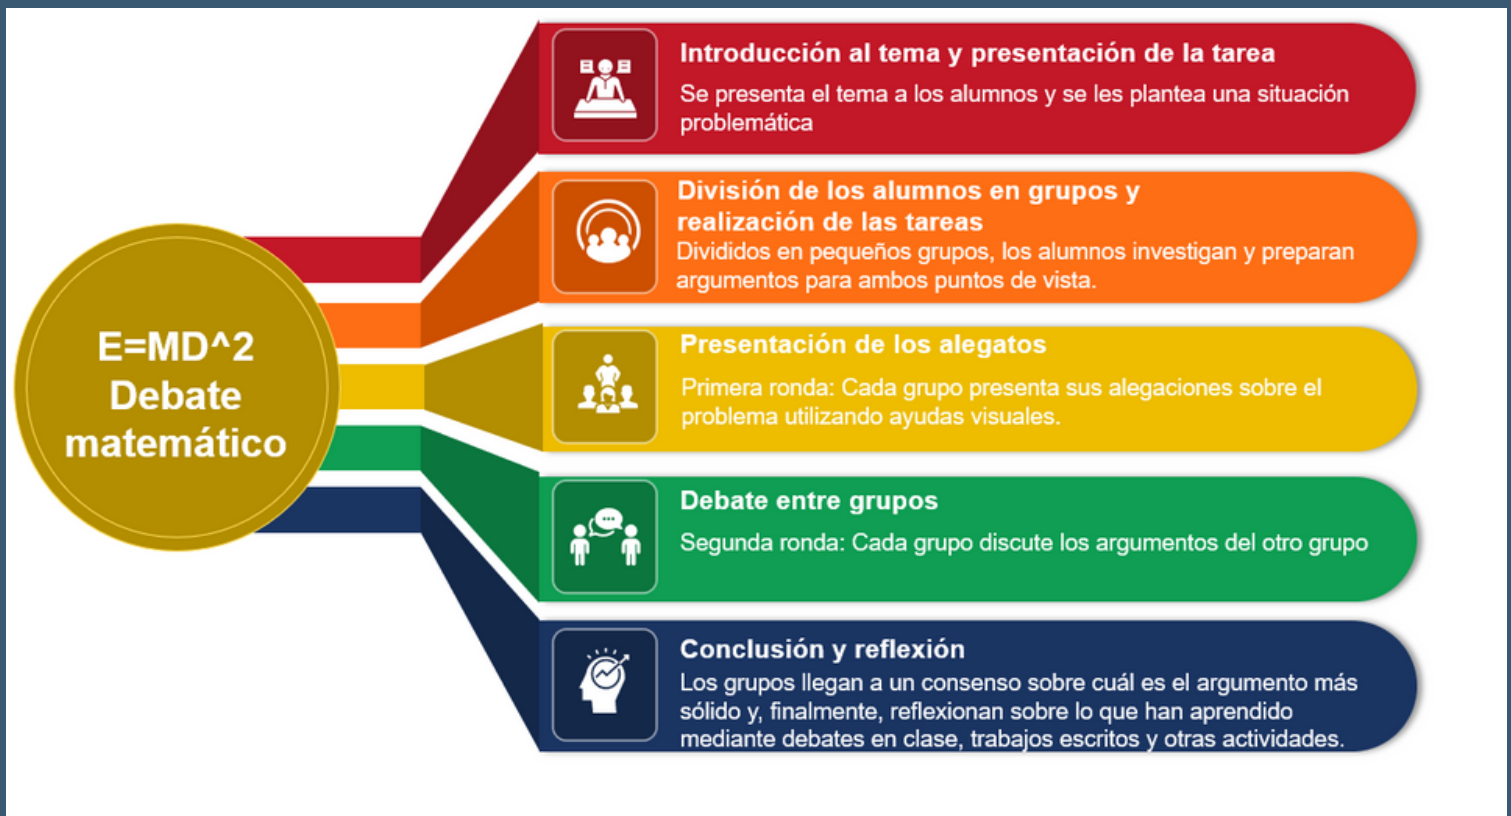 E=MD^2
Debate
matemático
Introducción al tema y presentación de la tarea
Se presenta el tema a los alumnos y se les plantea una situación
problemática
División de los alumnos en grupos y
realización de las tareas
Divididos en pequeños grupos, los alumnos investigan y preparan
argumentos para ambos puntos de vista.
Presentación de los alegatos
Primera ronda: Cada grupo presenta sus alegaciones sobre el
problema utilizando ayudas visuales.
Debate entre grupos
Segunda ronda: Cada grupo discute los argumentos del otro grupo
Conclusión y reflexión
Los grupos llegan a un consenso sobre cuál es el argumento más
sólido y, finalmente, reflexionan sobre lo que han aprendido
mediante debates en clase, trabajos escritos y otras actividades.